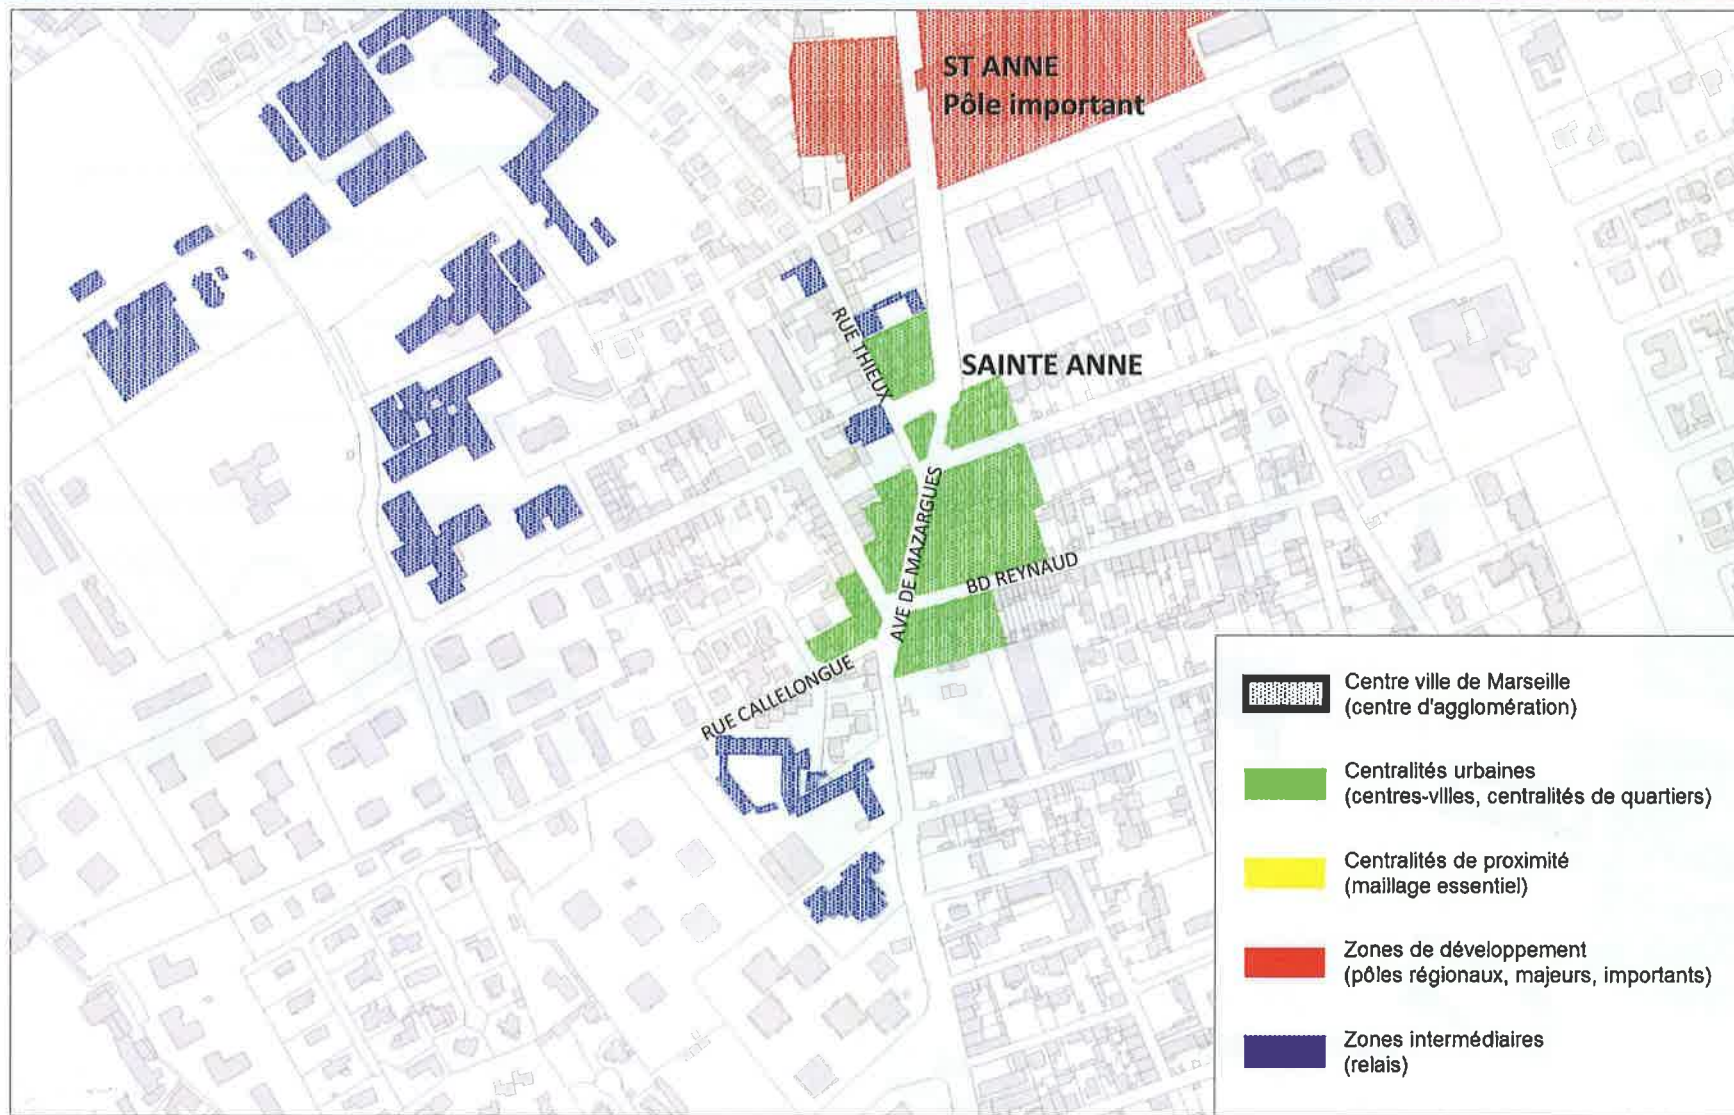 ST ANNE
Pôle important
RUE THIEUX
SAINTE ANNE
AVE DE MAZARGUES
BD REYNAUD
RUE CALLELONGUE
Centre ville de Marseille
(centre d'agglomération)
Centralités urbaines
(centres-villes, centralités de quartiers)
Centralités de proximité
(maillage essentiel)
Zones de développement
(pôles régionaux, majeurs, importants)
Zones intermédiaires
(relais)